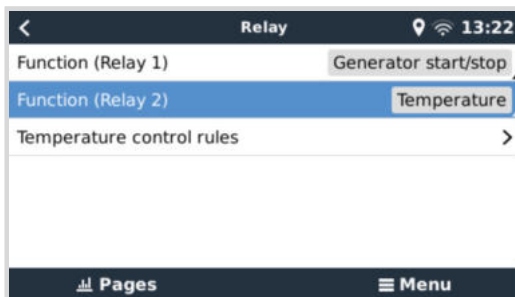 Relay 13:22
Function (Relay 1) Generator start/stop
Function (Relay 2) Temperature
Temperature control rules
Pages Menu